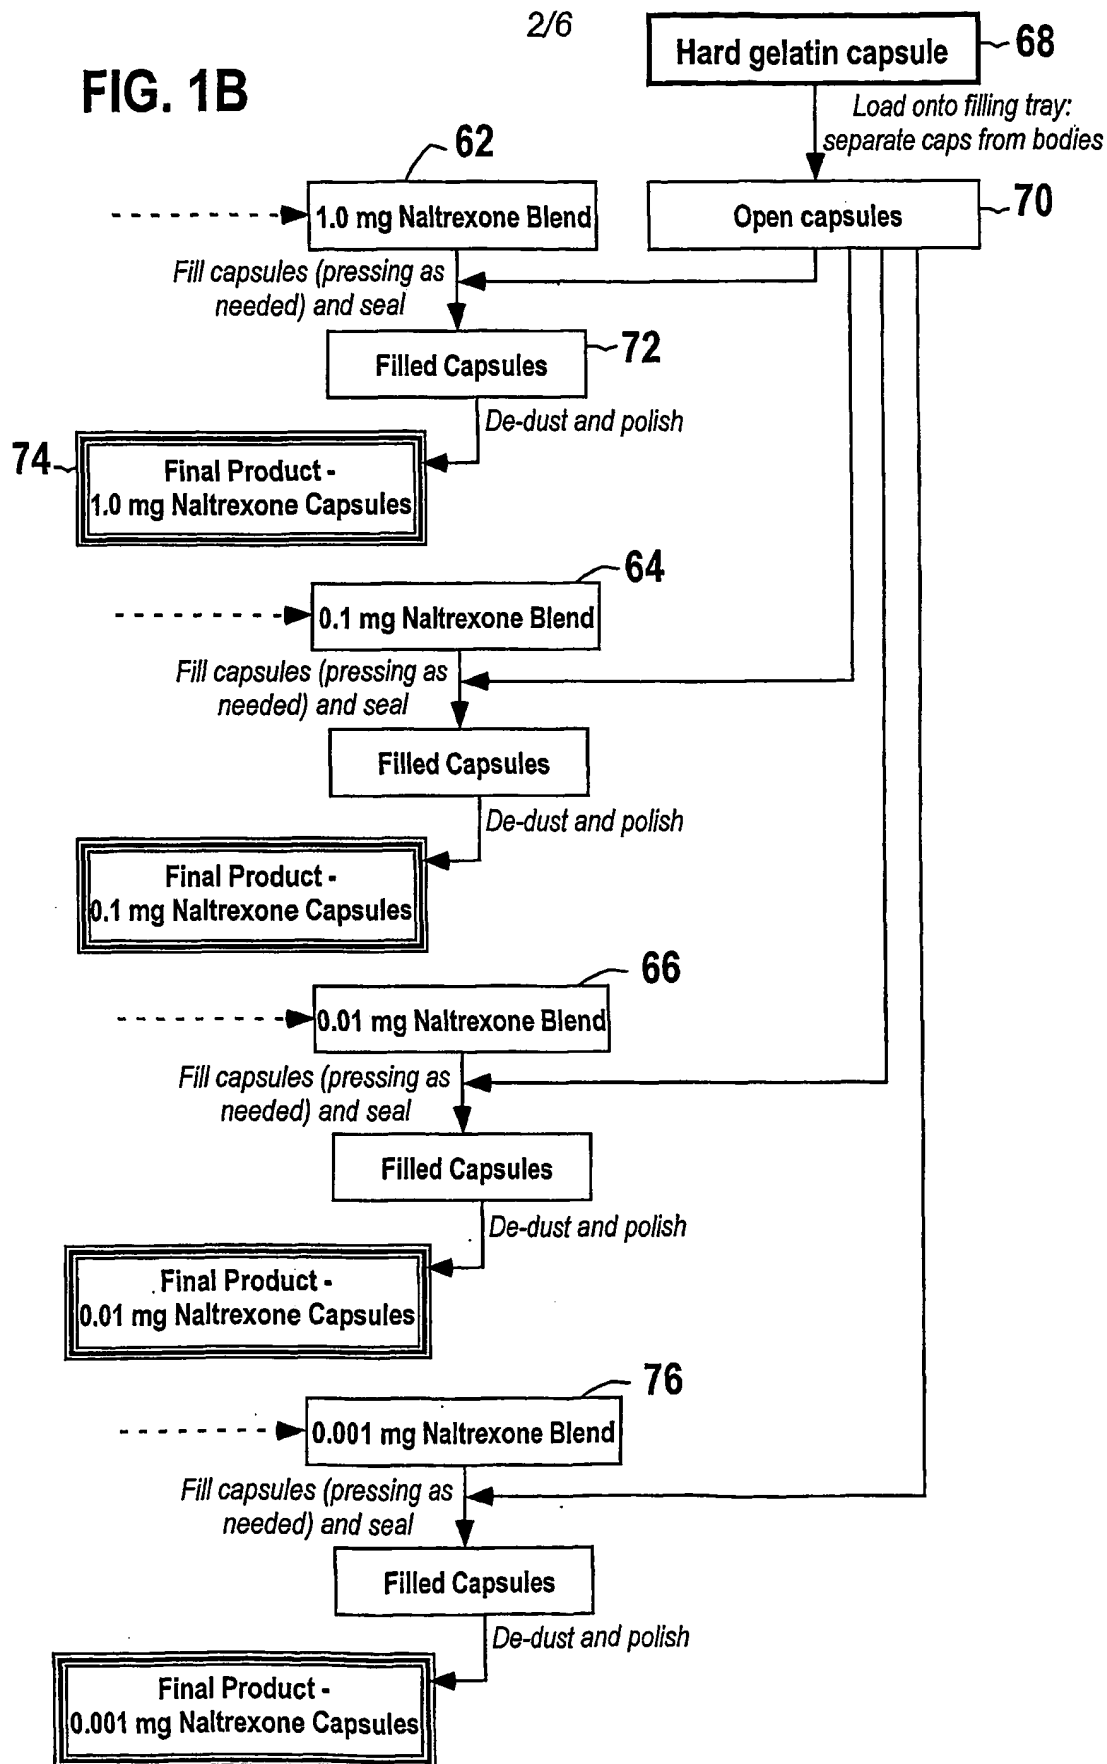 2/6
FIG. 1B
Hard gelatin capsule
68
Load onto filling tray:
separate caps from bodies
62
1.0 mg Naltrexone Blend
Open capsules
70
Fill capsules (pressing as
needed) and seal
Filled Capsules
72
De-dust and polish
74
Final Product -
1.0 mg Naltrexone Capsules
64
0.1 mg Naltrexone Blend
Fill capsules (pressing as
needed) and seal
Filled Capsules
De-dust and polish
Final Product -
0.1 mg Naltrexone Capsules
66
0.01 mg Naltrexone Blend
Fill capsules (pressing as
needed) and seal
Filled Capsules
De-dust and polish
Final Product -
0.01 mg Naltrexone Capsules
76
0.001 mg Naltrexone Blend
Fill capsules (pressing as
needed) and seal
Filled Capsules
De-dust and polish
Final Product -
0.001 mg Naltrexone Capsules